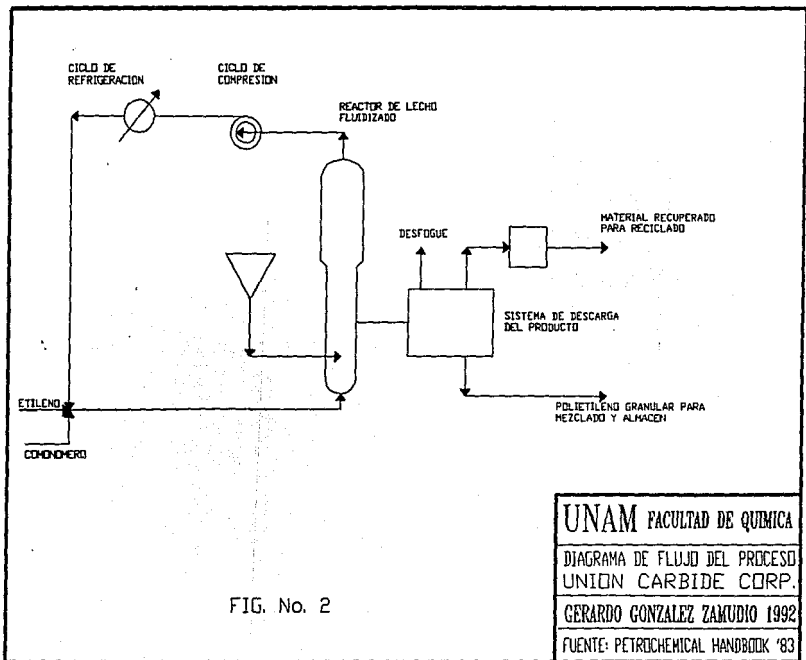 CICLO DE
REFRIGERACION
CICLO DE
COMPRESION
REACTOR DE LECHO
FLUIDIZADO
DESFOGUE
MATERIAL RECUPERADO
PARA RECICLADO
SISTEMA DE DESCARGA
DEL PRODUCTO
ETILENO
COMONOMERO
POLIETILENO GRANULAR PARA
MEZCLADO Y ALMACEN
FIG. No. 2
UNAM FACULTAD DE QUIMICA
DIAGRAMA DE FLUJO DEL PROCESO
UNION CARBIDE CORP.
GERARDO GONZALEZ ZAMUDIO 1992
FUENTE: PETROCHEMICAL HANDBOOK '83